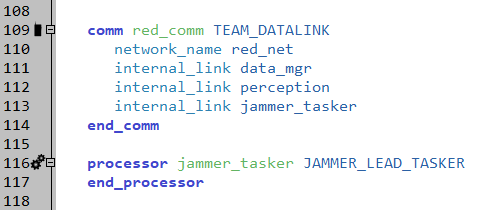 108
109 comm red_comm TEAM_DATALINK
110 network_name red_net
111 internal_link data_mgr
112 internal_link perception
113 internal_link jammer_tasker
114 end_comm
115
116 processor jammer_tasker JAMMER_LEAD_TASKER
117 end_processor
118